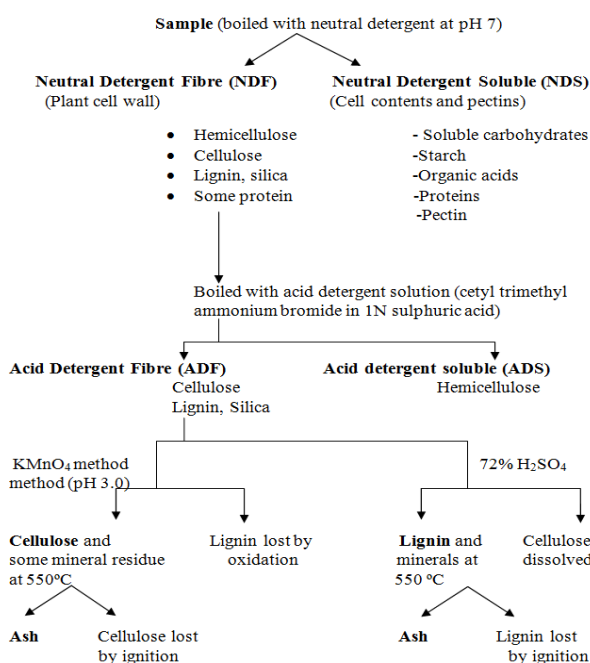 Sample (boiled with neutral detergent at pH 7)
Neutral Detergent Fibre (NDF)
(Plant cell wall)
• Hemicellulose
• Cellulose
• Lignin, silica
• Some protein
Neutral Detergent Soluble (NDS)
(Cell contents and pectins)
- Soluble carbohydrates
-Starch
-Organic acids
-Proteins
-Pectin
Boiled with acid detergent solution (cetyl trimethyl
ammonium bromide in 1N sulphuric acid)
Acid Detergent Fibre (ADF)
Cellulose
Lignin, Silica
Acid detergent soluble (ADS)
Hemicellulose
KMnO₄ method
method (pH 3.0)
72% H₂SO₄
Cellulose and
some mineral residue
at 550°C
Lignin lost by
oxidation
Lignin and
minerals at
550 °C
Cellulose
dissolved
Ash
Cellulose lost
by ignition
Ash
Lignin lost
by ignition